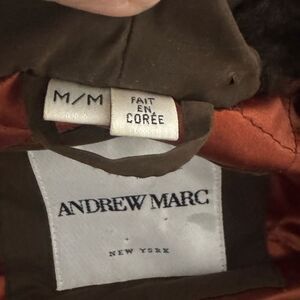 M/M
FAIT
EN
CORÉE
ANDREW MARC
NEW YORK